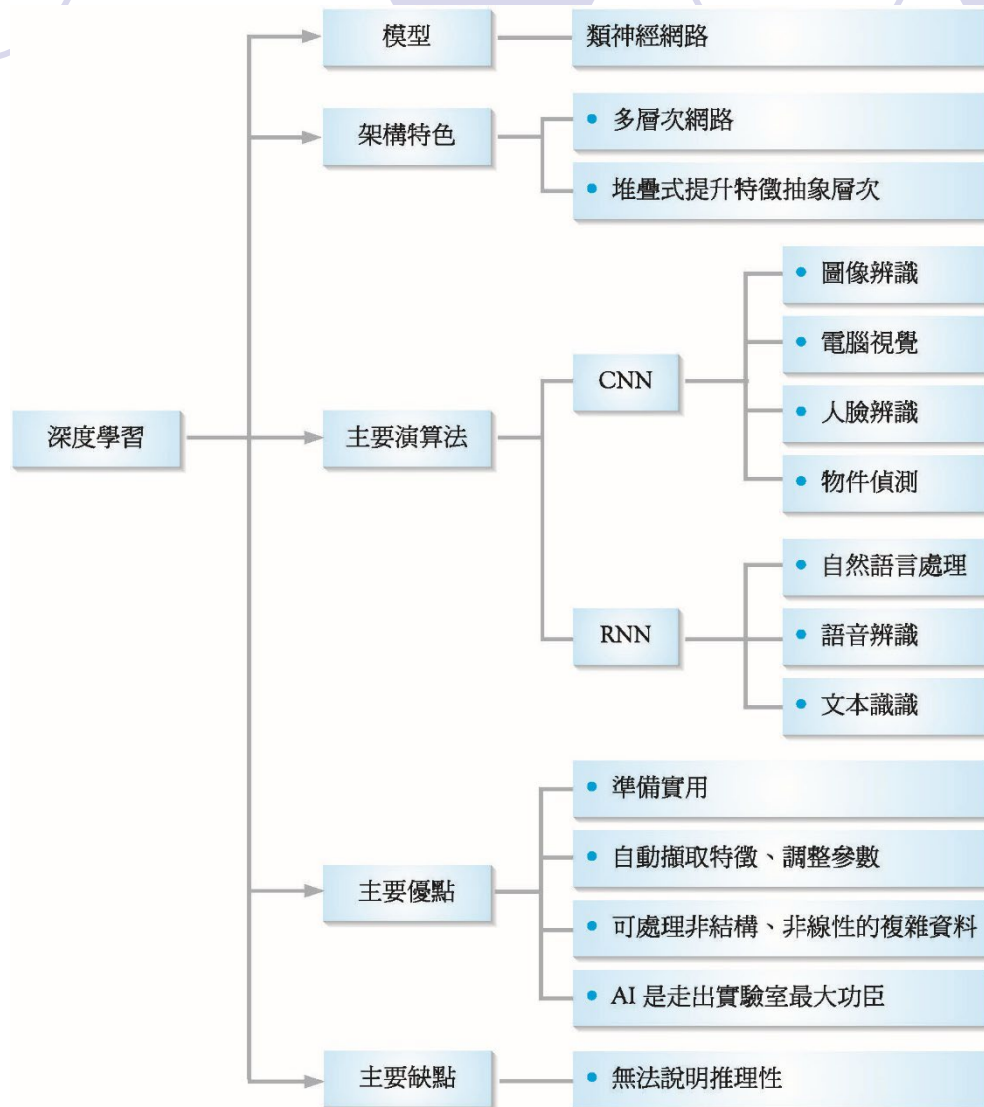 深度學習
模型
類神經網路
架構特色
多層次網路
堆疊式提升特徵抽象層次
主要演算法
CNN
圖像辨識
電腦視覺
人臉辨識
物件偵測
RNN
自然語言處理
語音辨識
文本識識
主要優點
準備實用
自動擷取特徵、調整參數
可處理非結構、非線性的複雜資料
AI 是走出實驗室最大功臣
主要缺點
無法說明推理性